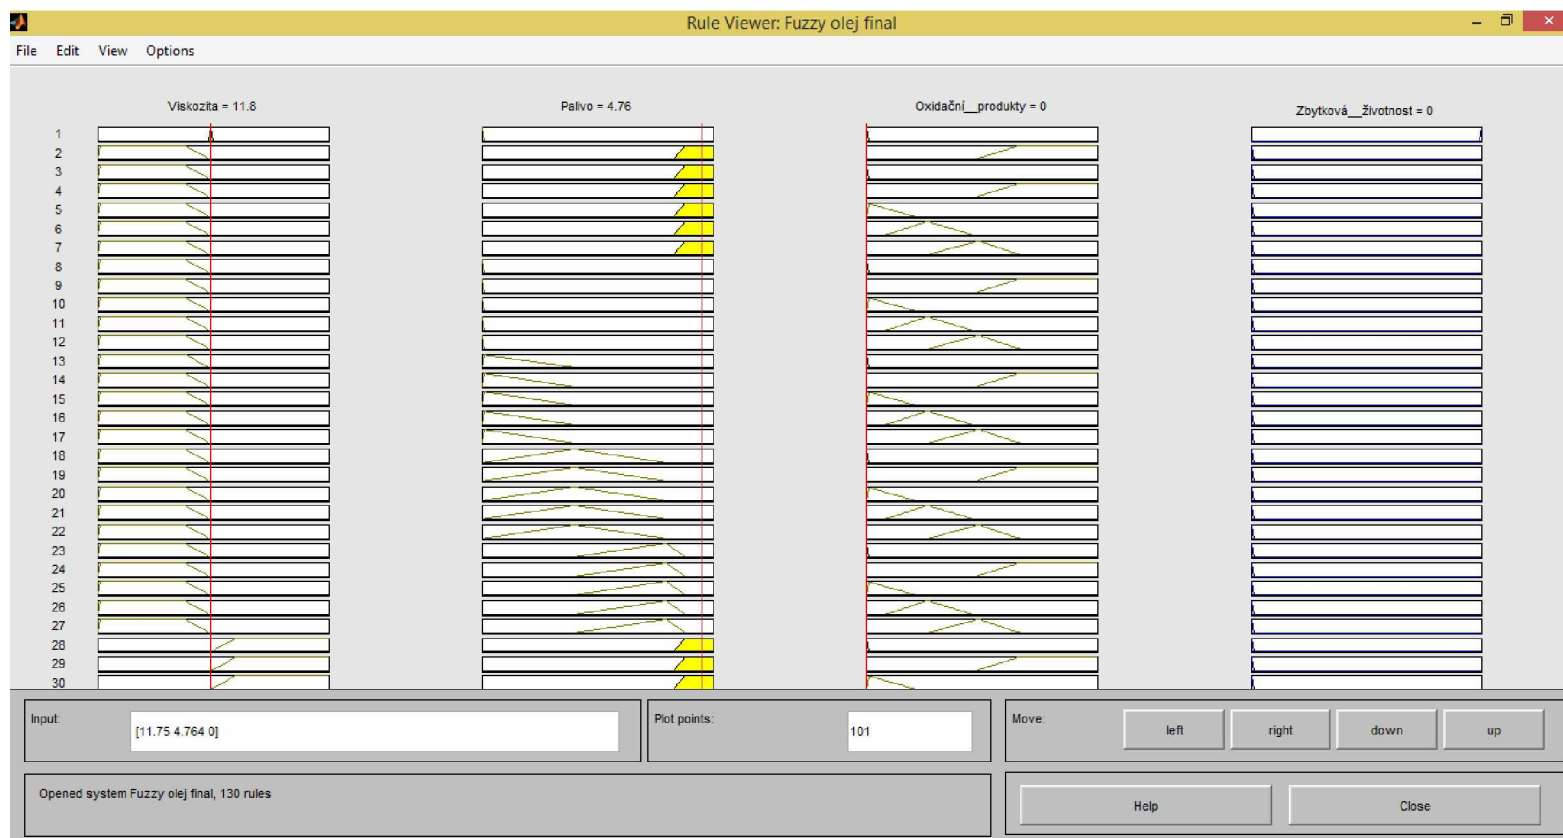 Rule Viewer: Fuzzy olej final
File Edit View Options
Viskozita = 11.8
Palivo = 4.76
Oxidační__produkty = 0
Zbytková__životnost = 0
1
2
3
4
5
6
7
8
9
10
11
12
13
14
15
16
17
18
19
20
21
22
23
24
25
26
27
28
29
30
Input:
[11.75 4.764 0]
Plot points:
101
Move:
left
right
down
up
Opened system Fuzzy olej final, 130 rules
Help
Close